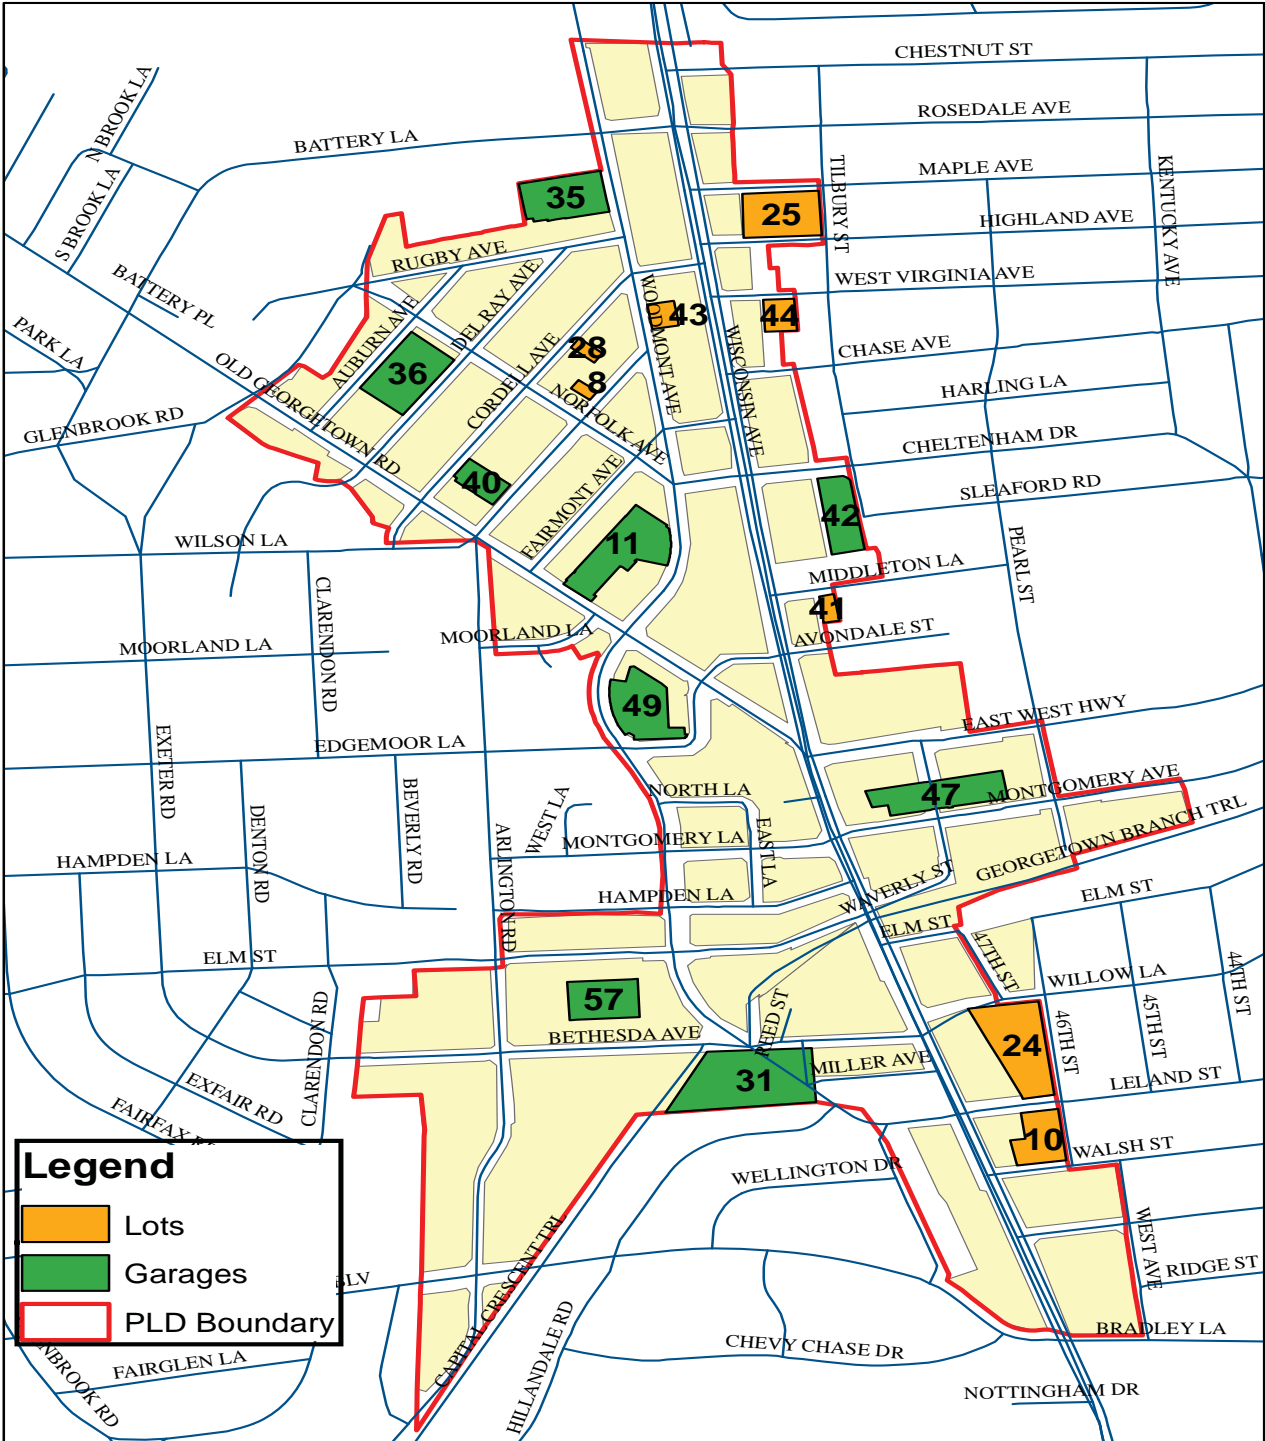 CHESTNUT ST
N BROOK LA
ROSEDALE AVE
BATTERY LA
S BROOK LA
TILBURY ST
MAPLE AVE
KENTUCKY AVE
35
25
HIGHLAND AVE
RUGBY AVE
BATTERY PL
WEST VIRGINIA AVE
AUBURN AVE
DEL RAY AVE
WOODMONT AVE
43
44
PARK LA
OLD GEORGETOWN RD
28
WISCONSIN AVE
CHASE AVE
36
CORDELL AVE
8
HARLING LA
GLENBROOK RD
NORFOLK AVE
CHELTENHAM DR
40
FAIRMONT AVE
SLEAFORD RD
42
WILSON LA
11
PEARL ST
MIDDLETON LA
CLARENDON RD
41
MOORLAND LA
MOORLAND LA
AVONDALE ST
49
EAST WEST HWY
EXETER RD
EDGEMOOR LA
BEVERLY RD
WEST LA
NORTH LA
47
MONTGOMERY AVE
DENTON RD
ARLINGTON RD
MONTGOMERY LA
EAST LA
GEORGETOWN BRANCH TRL
HAMPDEN LA
HAMPDEN LA
WAVERLY ST
ELM ST
ELM ST
ELM ST
47TH ST
WILLOW LA
44TH ST
57
CLARENDON RD
BETHESDA AVE
REED ST
24
46TH ST
45TH ST
31
MILLER AVE
LELAND ST
EXFAIR RD
FAIRFAX
10
WALSH ST
Legend
WELLINGTON DR
Lots
WEST AVE
Garages
BLV
CAPITAL CRESCENT TRL
RIDGE ST
PLD Boundary
HILLANDALE RD
BRADLEY LA
NBROOK RD
FAIRGLEN LA
CHEVY CHASE DR
NOTTINGHAM DR